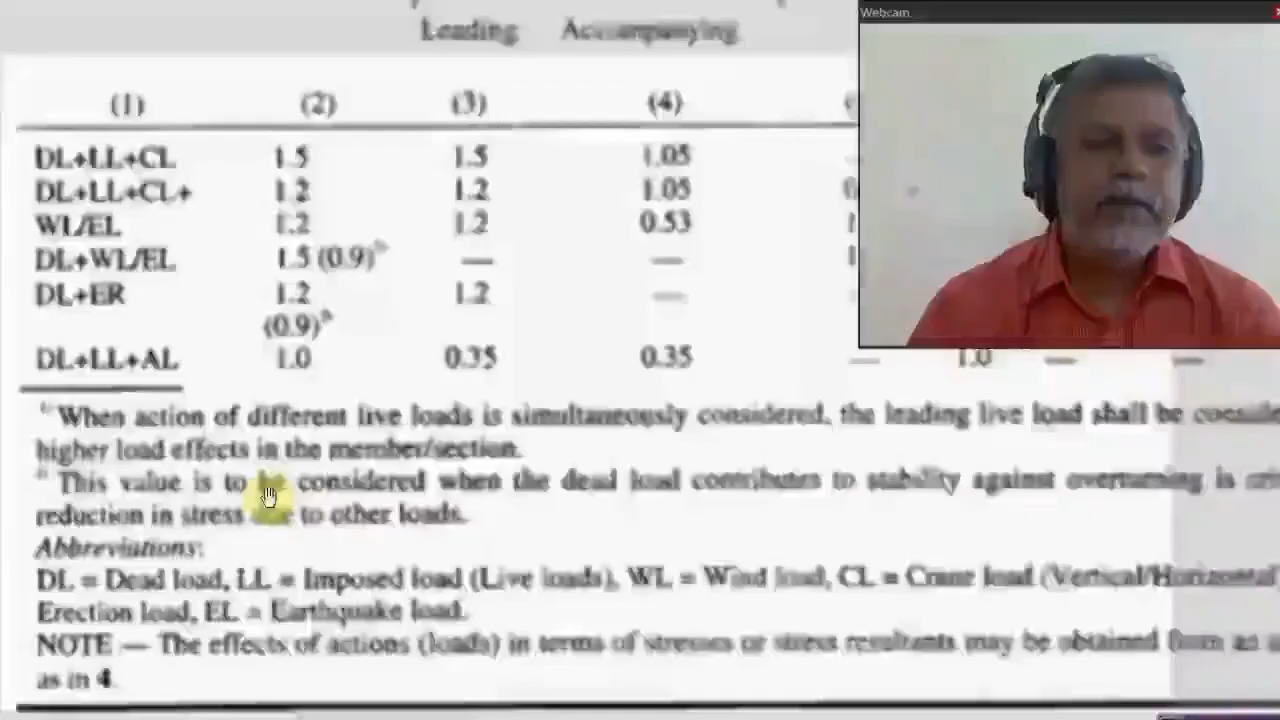 Webcam
Leading Accompanying
(1) (2) (3) (4)
DL+LL+CL 1.5 1.5 1.05
DL+LL+CL+ 1.2 1.2 1.05
WL/EL 1.2 1.2 0.53
DL+WL/EL 1.5 (0.9) — —
DL+ER 1.2 1.2 —
(0.9)
DL+LL+AL 1.0 0.35 0.35 — 1.0 — —
When action of different live loads is simultaneously considered, the leading live load shall be
higher load effects in the member/section.
This value is to be considered when the dead load contributes to stability against overturning is
reduction in stress due to other loads.
Abbreviations:
DL = Dead load, LL = Imposed load (Live loads), WL = Wind load, CL = Crane load (Vertical/Horizontal)
Erection load, EL = Earthquake load.
NOTE — The effects of actions (loads) in terms of stresses or stress resultants may be obtained from an
as in 4.